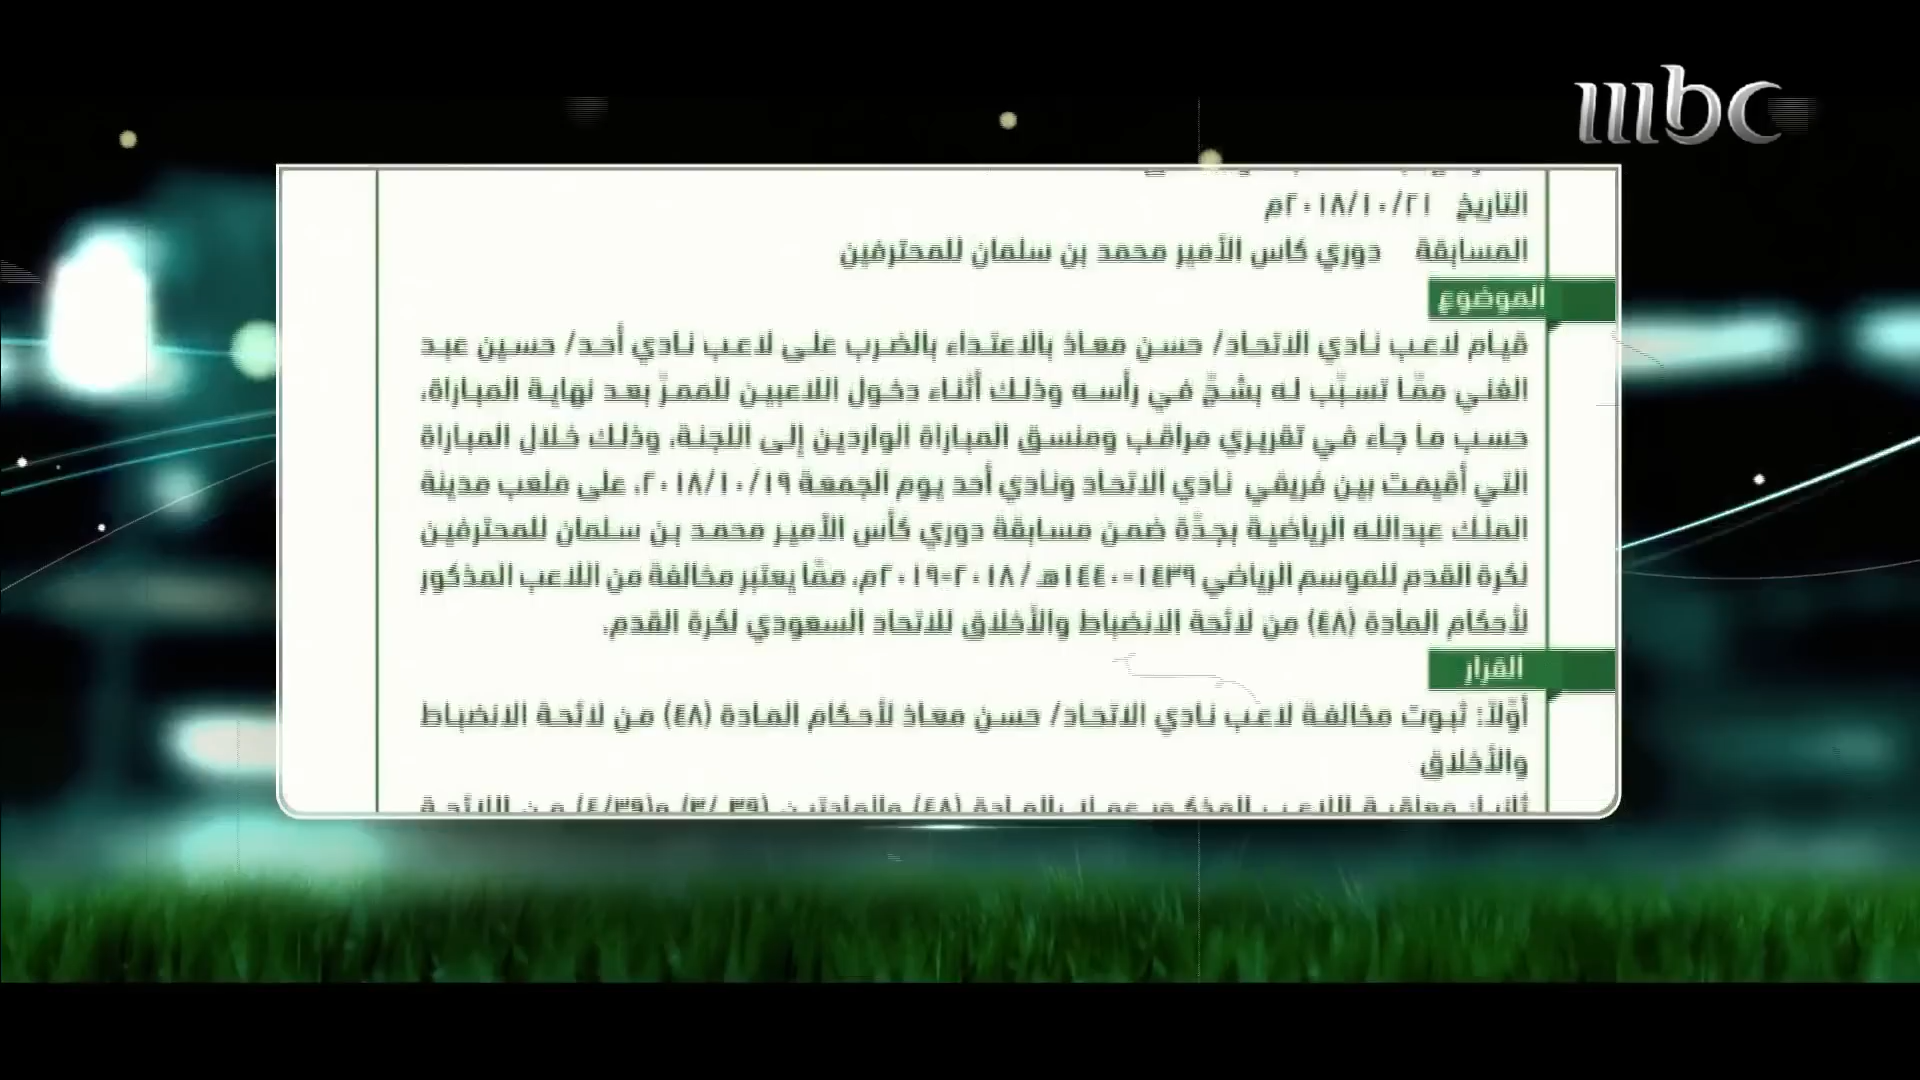 mbc
التاريخ ٢٠١٨/١٠/٢١م
المسابقة دوري كاس الأمير محمد بن سلمان للمحترفين
الموضوع
قيام لاعب نادي الاتحاد/ حسن معاذ بالاعتداء بالضرب على لاعب نادي أحد/ حسين عبد
الغني ممّا تسبّب له بشجّ في رأسه وذلك أثناء دخول اللاعبين للممرّ بعد نهاية المباراة،
حسب ما جاء في تقريري مراقب ومنسق المباراة الواردين إلى اللجنة، وذلك خلال المباراة
التي أقيمت بين فريقي نادي الاتحاد ونادي أحد يوم الجمعة ٢٠١٨/١٠/١٩، على ملعب مدينة
الملك عبدالله الرياضية بجدّة ضمن مسابقة دوري كأس الأمير محمد بن سلمان للمحترفين
لكرة القدم للموسم الرياضي ١٤٣٩-١٤٤٠هـ /٢٠١٨-٢٠١٩م، ممّا يعتبر مخالفة من اللاعب المذكور
لأحكام المادة (٤٨) من لائحة الانضباط والأخلاق للاتحاد السعودي لكرة القدم.
القرار
أوّلاً: ثبوت مخالفة لاعب نادي الاتحاد/ حسن معاذ لأحكام المادة (٤٨) من لائحة الانضباط
والأخلاق